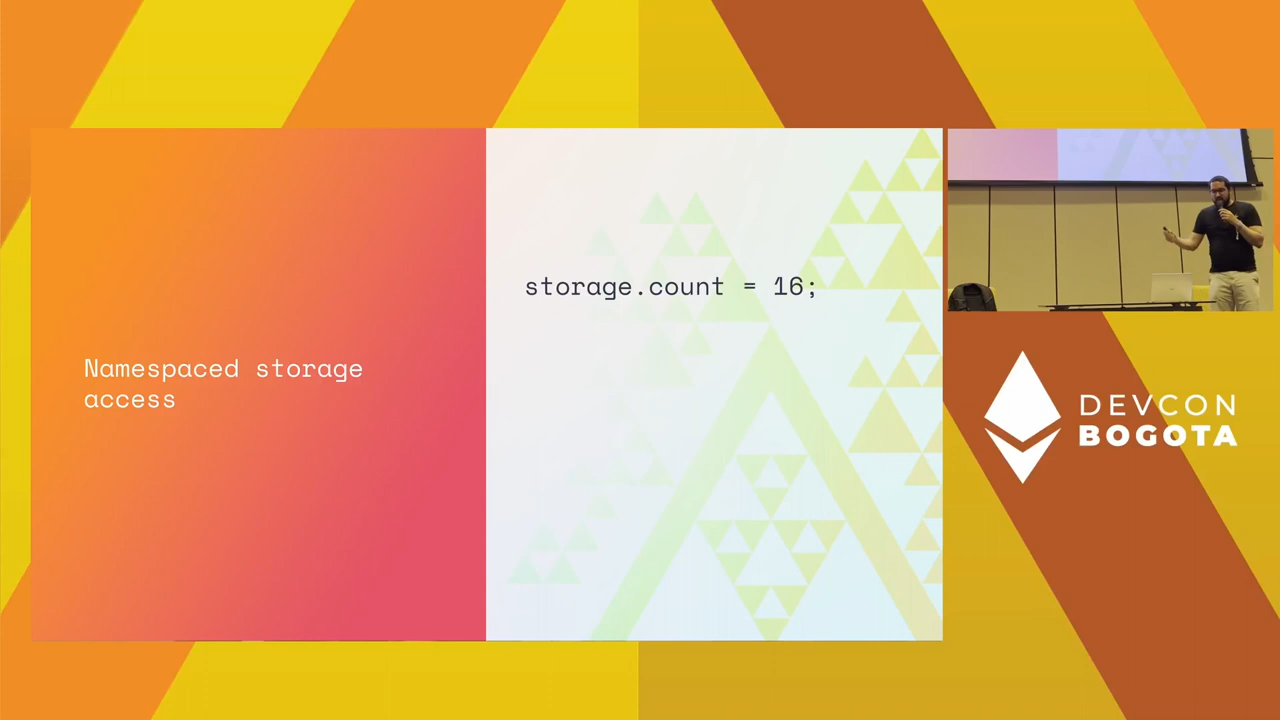 Namespaced storage
access
storage.count = 16;
DEVCON
BOGOTA